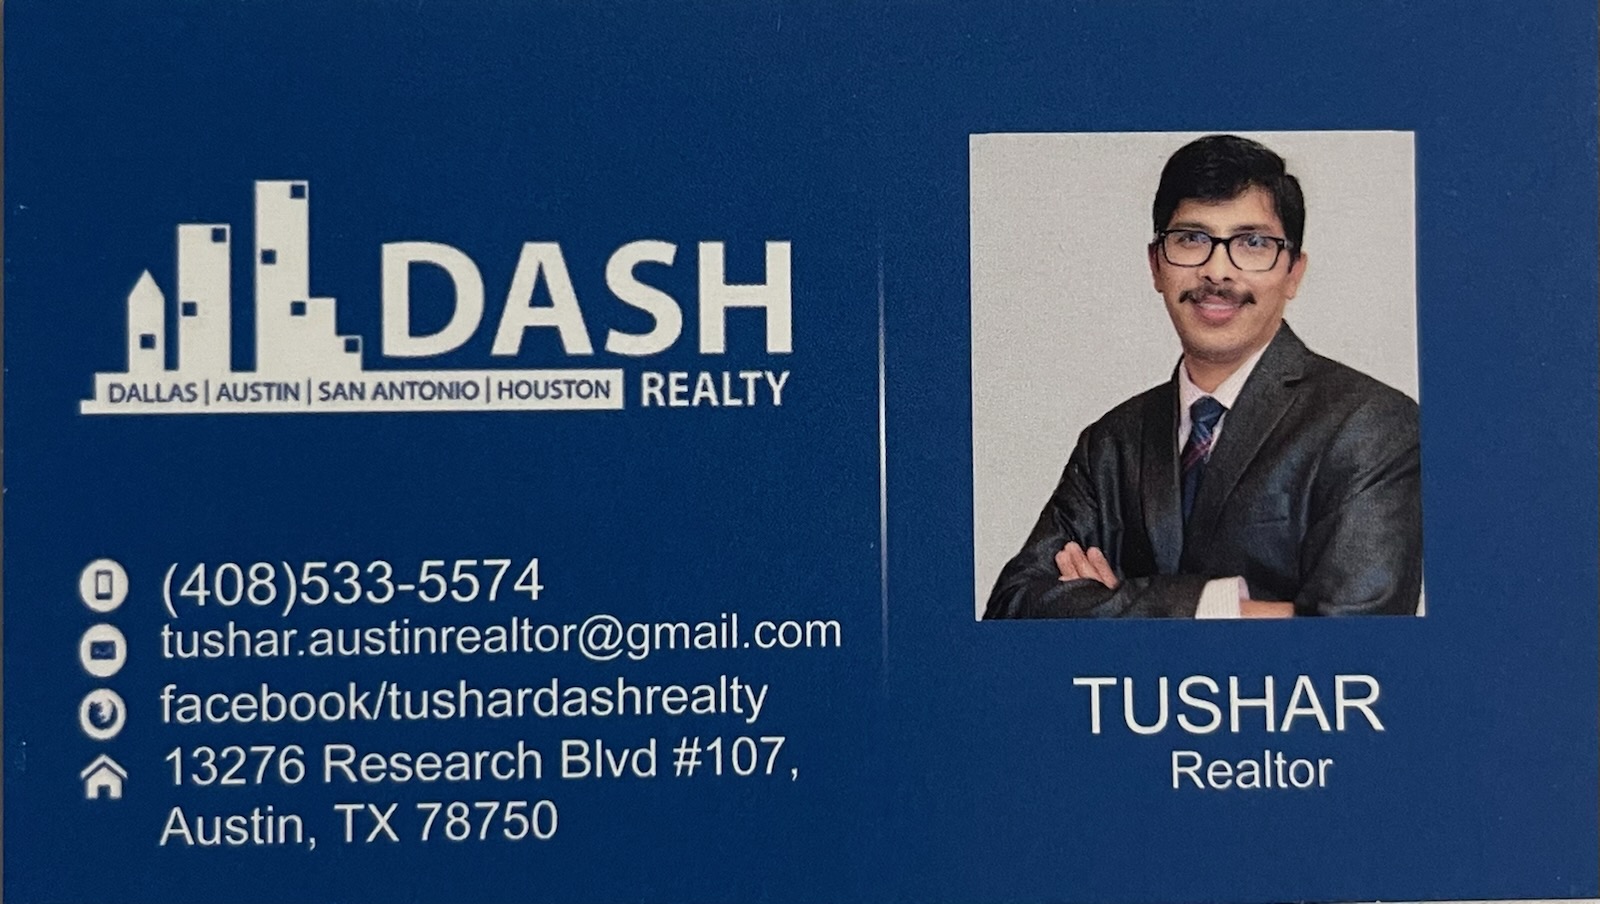 DASH
DALLAS | AUSTIN | SAN ANTONIO | HOUSTON REALTY
(408)533-5574
tushar.austinrealtor@gmail.com
facebook/tushardashrealty
13276 Research Blvd #107,
Austin, TX 78750
TUSHAR
Realtor